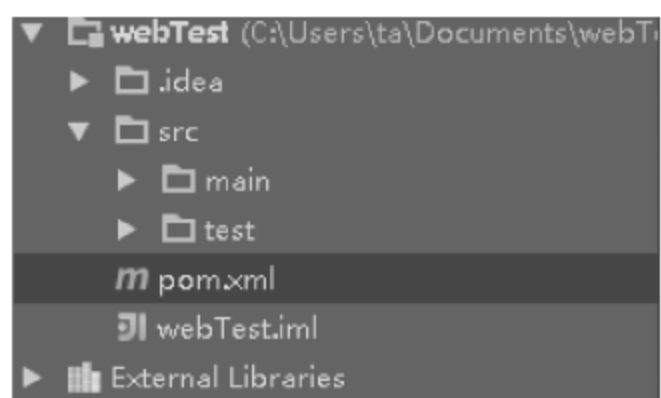 webTest (C:\Users\ta\Documents\webT
.idea
src
main
test
pom.xml
webTest.iml
External Libraries